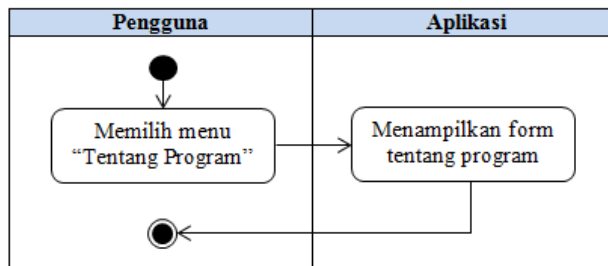 Pengguna
Aplikasi
Memilih menu
“Tentang Program”
Menampilkan form
tentang program